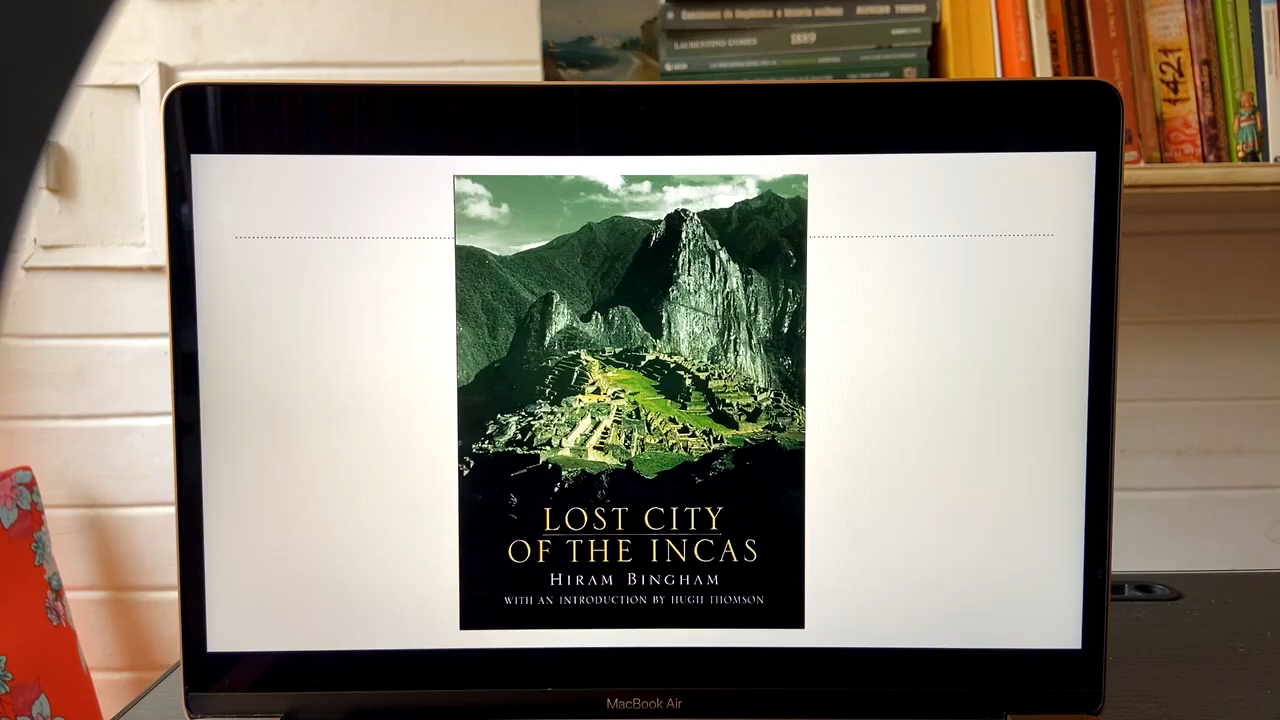 LAURENTINO GOMES 1889
1421
LOST CITY
OF THE INCAS
HIRAM BINGHAM
WITH AN INTRODUCTION BY HUGH THOMSON
MacBook Air